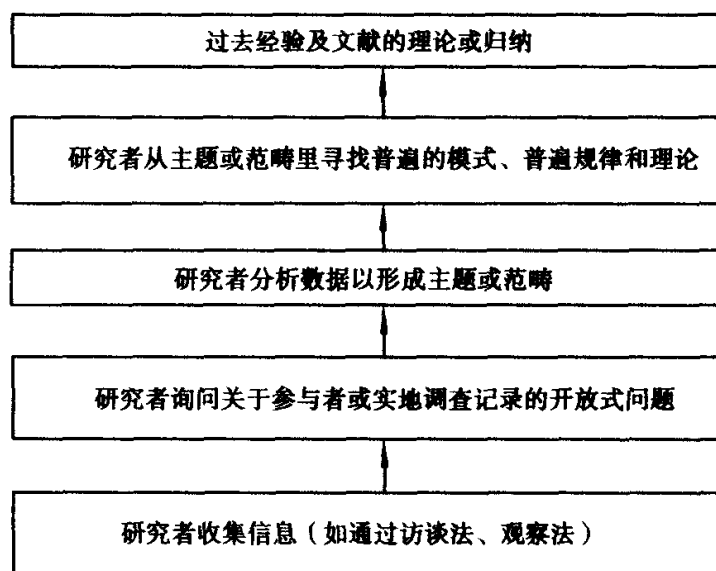 过去经验及文献的理论或归纳
研究者从主题或范畴里寻找普遍的模式、普遍规律和理论
研究者分析数据以形成主题或范畴
研究者询问关于参与者或实地调查记录的开放式问题
研究者收集信息（如通过访谈法、观察法）